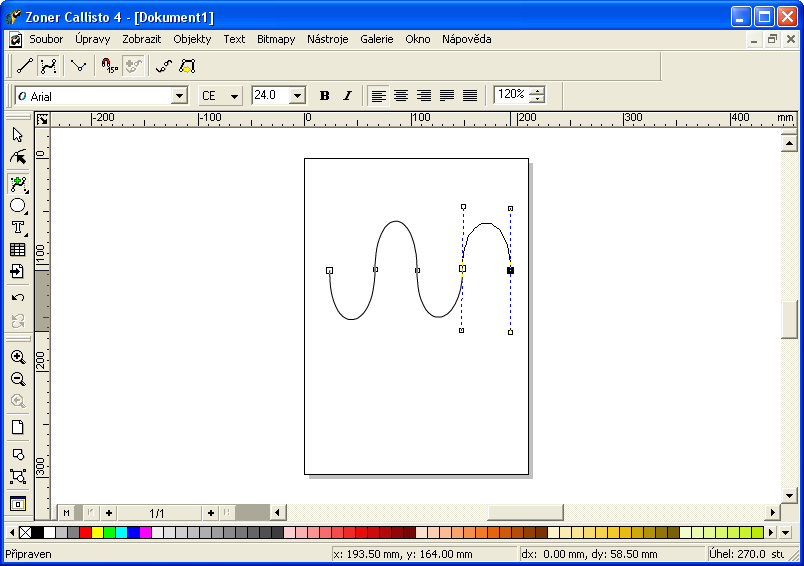 Zoner Callisto 4 - [Dokument1]
Soubor Úpravy Zobrazit Objekty Text Bitmapy Nástroje Galerie Okno Nápověda
15°
O Arial CE 24.0 B I 120%
-200 -100 0 100 200 300 400 mm
0
100
200
300
T
M 1/1
Připraven x: 193.50 mm, y: 164.00 mm dx: 0.00 mm, dy: 58.50 mm Úhel: 270.0 stu